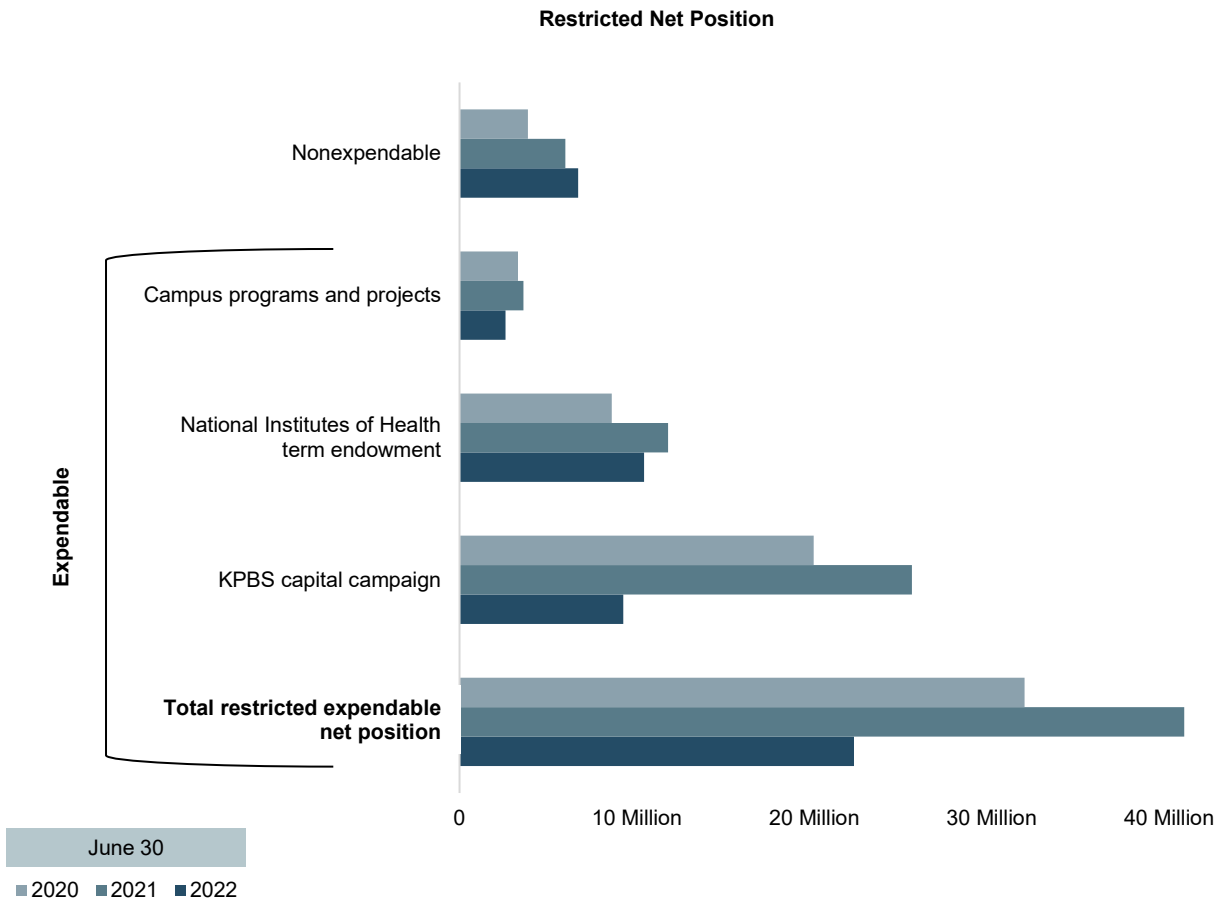 Restricted Net Position
Nonexpendable
Campus programs and projects
National Institutes of Health
term endowment
KPBS capital campaign
Total restricted expendable
net position
Expendable
0 10 Million 20 Million 30 Million 40 Million
June 30
2020 2021 2022